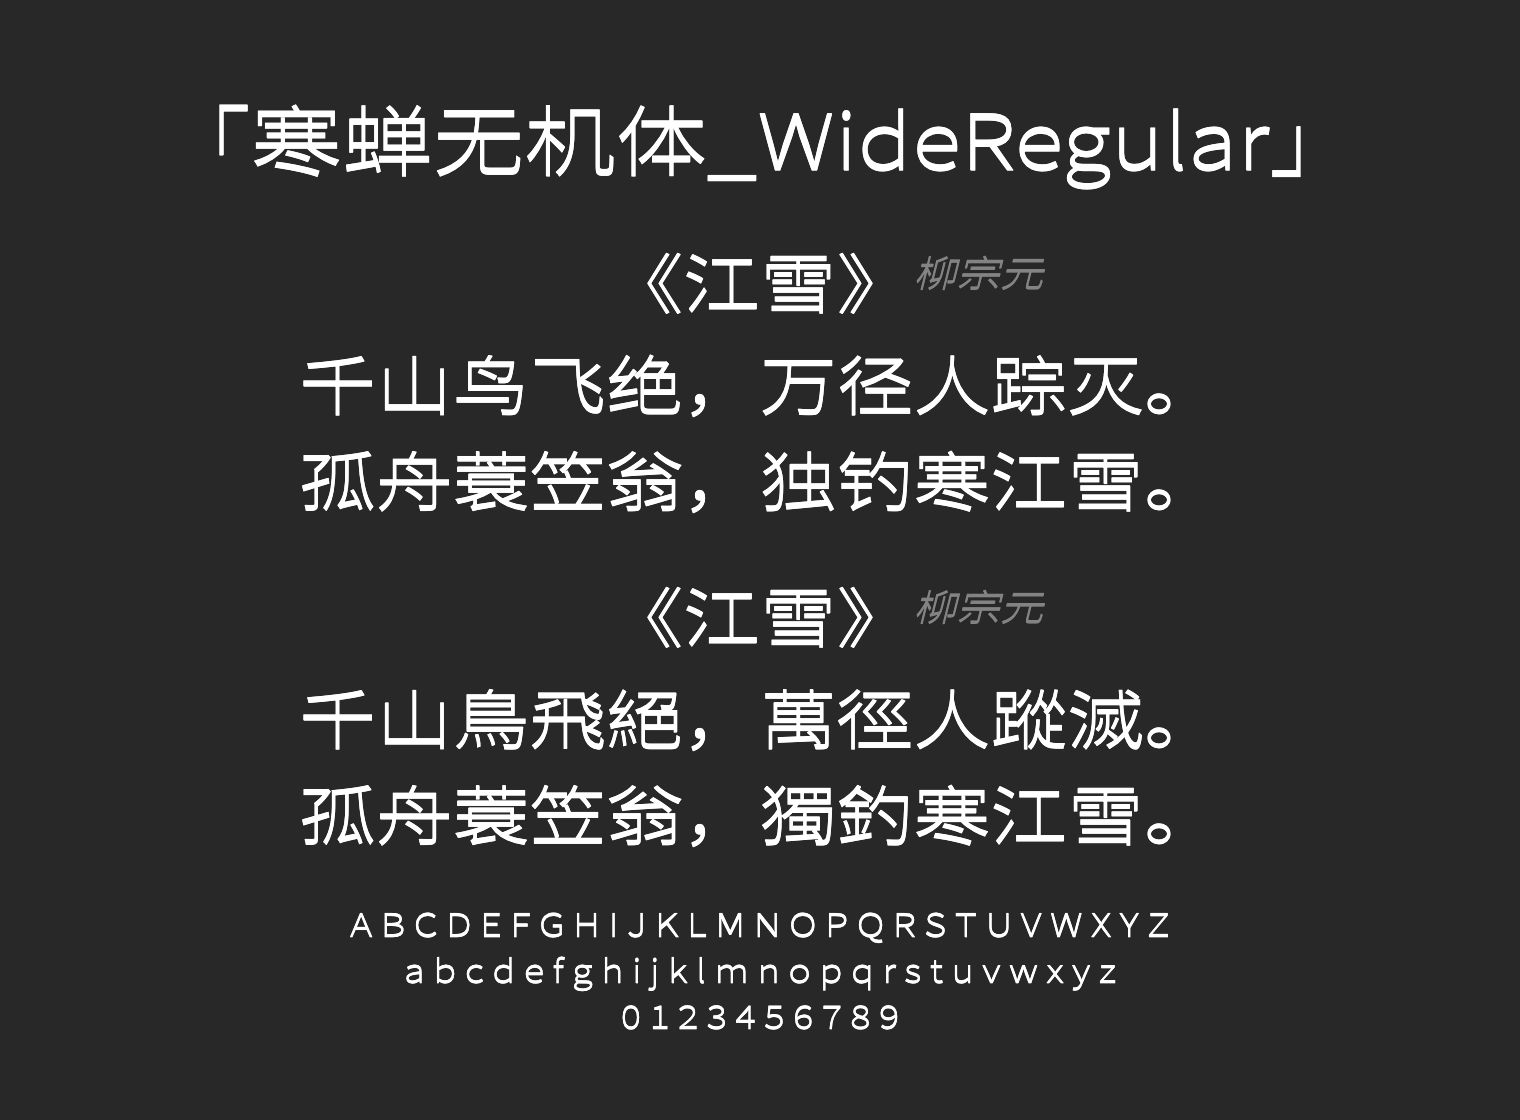 「寒蝉无机体_WideRegular」
《江雪》 柳宗元
千山鸟飞绝，万径人踪灭。
孤舟蓑笠翁，独钓寒江雪。
《江雪》 柳宗元
千山鳥飛絕，萬徑人蹤滅。
孤舟蓑笠翁，獨釣寒江雪。
A B C D E F G H I J K L M N O P Q R S T U V W X Y Z
a b c d e f g h i j k l m n o p q r s t u v w x y z
0 1 2 3 4 5 6 7 8 9